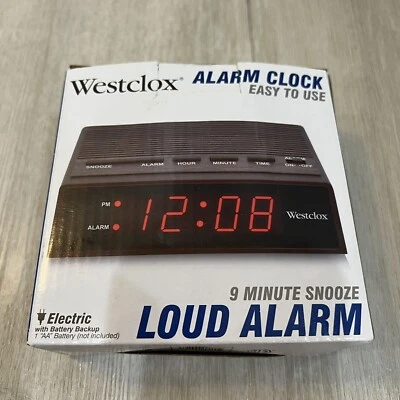 Westclox®
ALARM CLOCK
EASY TO USE
SNOOZE ALARM HOUR MINUTE TIME
ON OFF
PM
12:08
ALARM
Westclox
9 MINUTE SNOOZE
Electric
with Battery Backup
1 "AA" Battery (not included)
LOUD ALARM